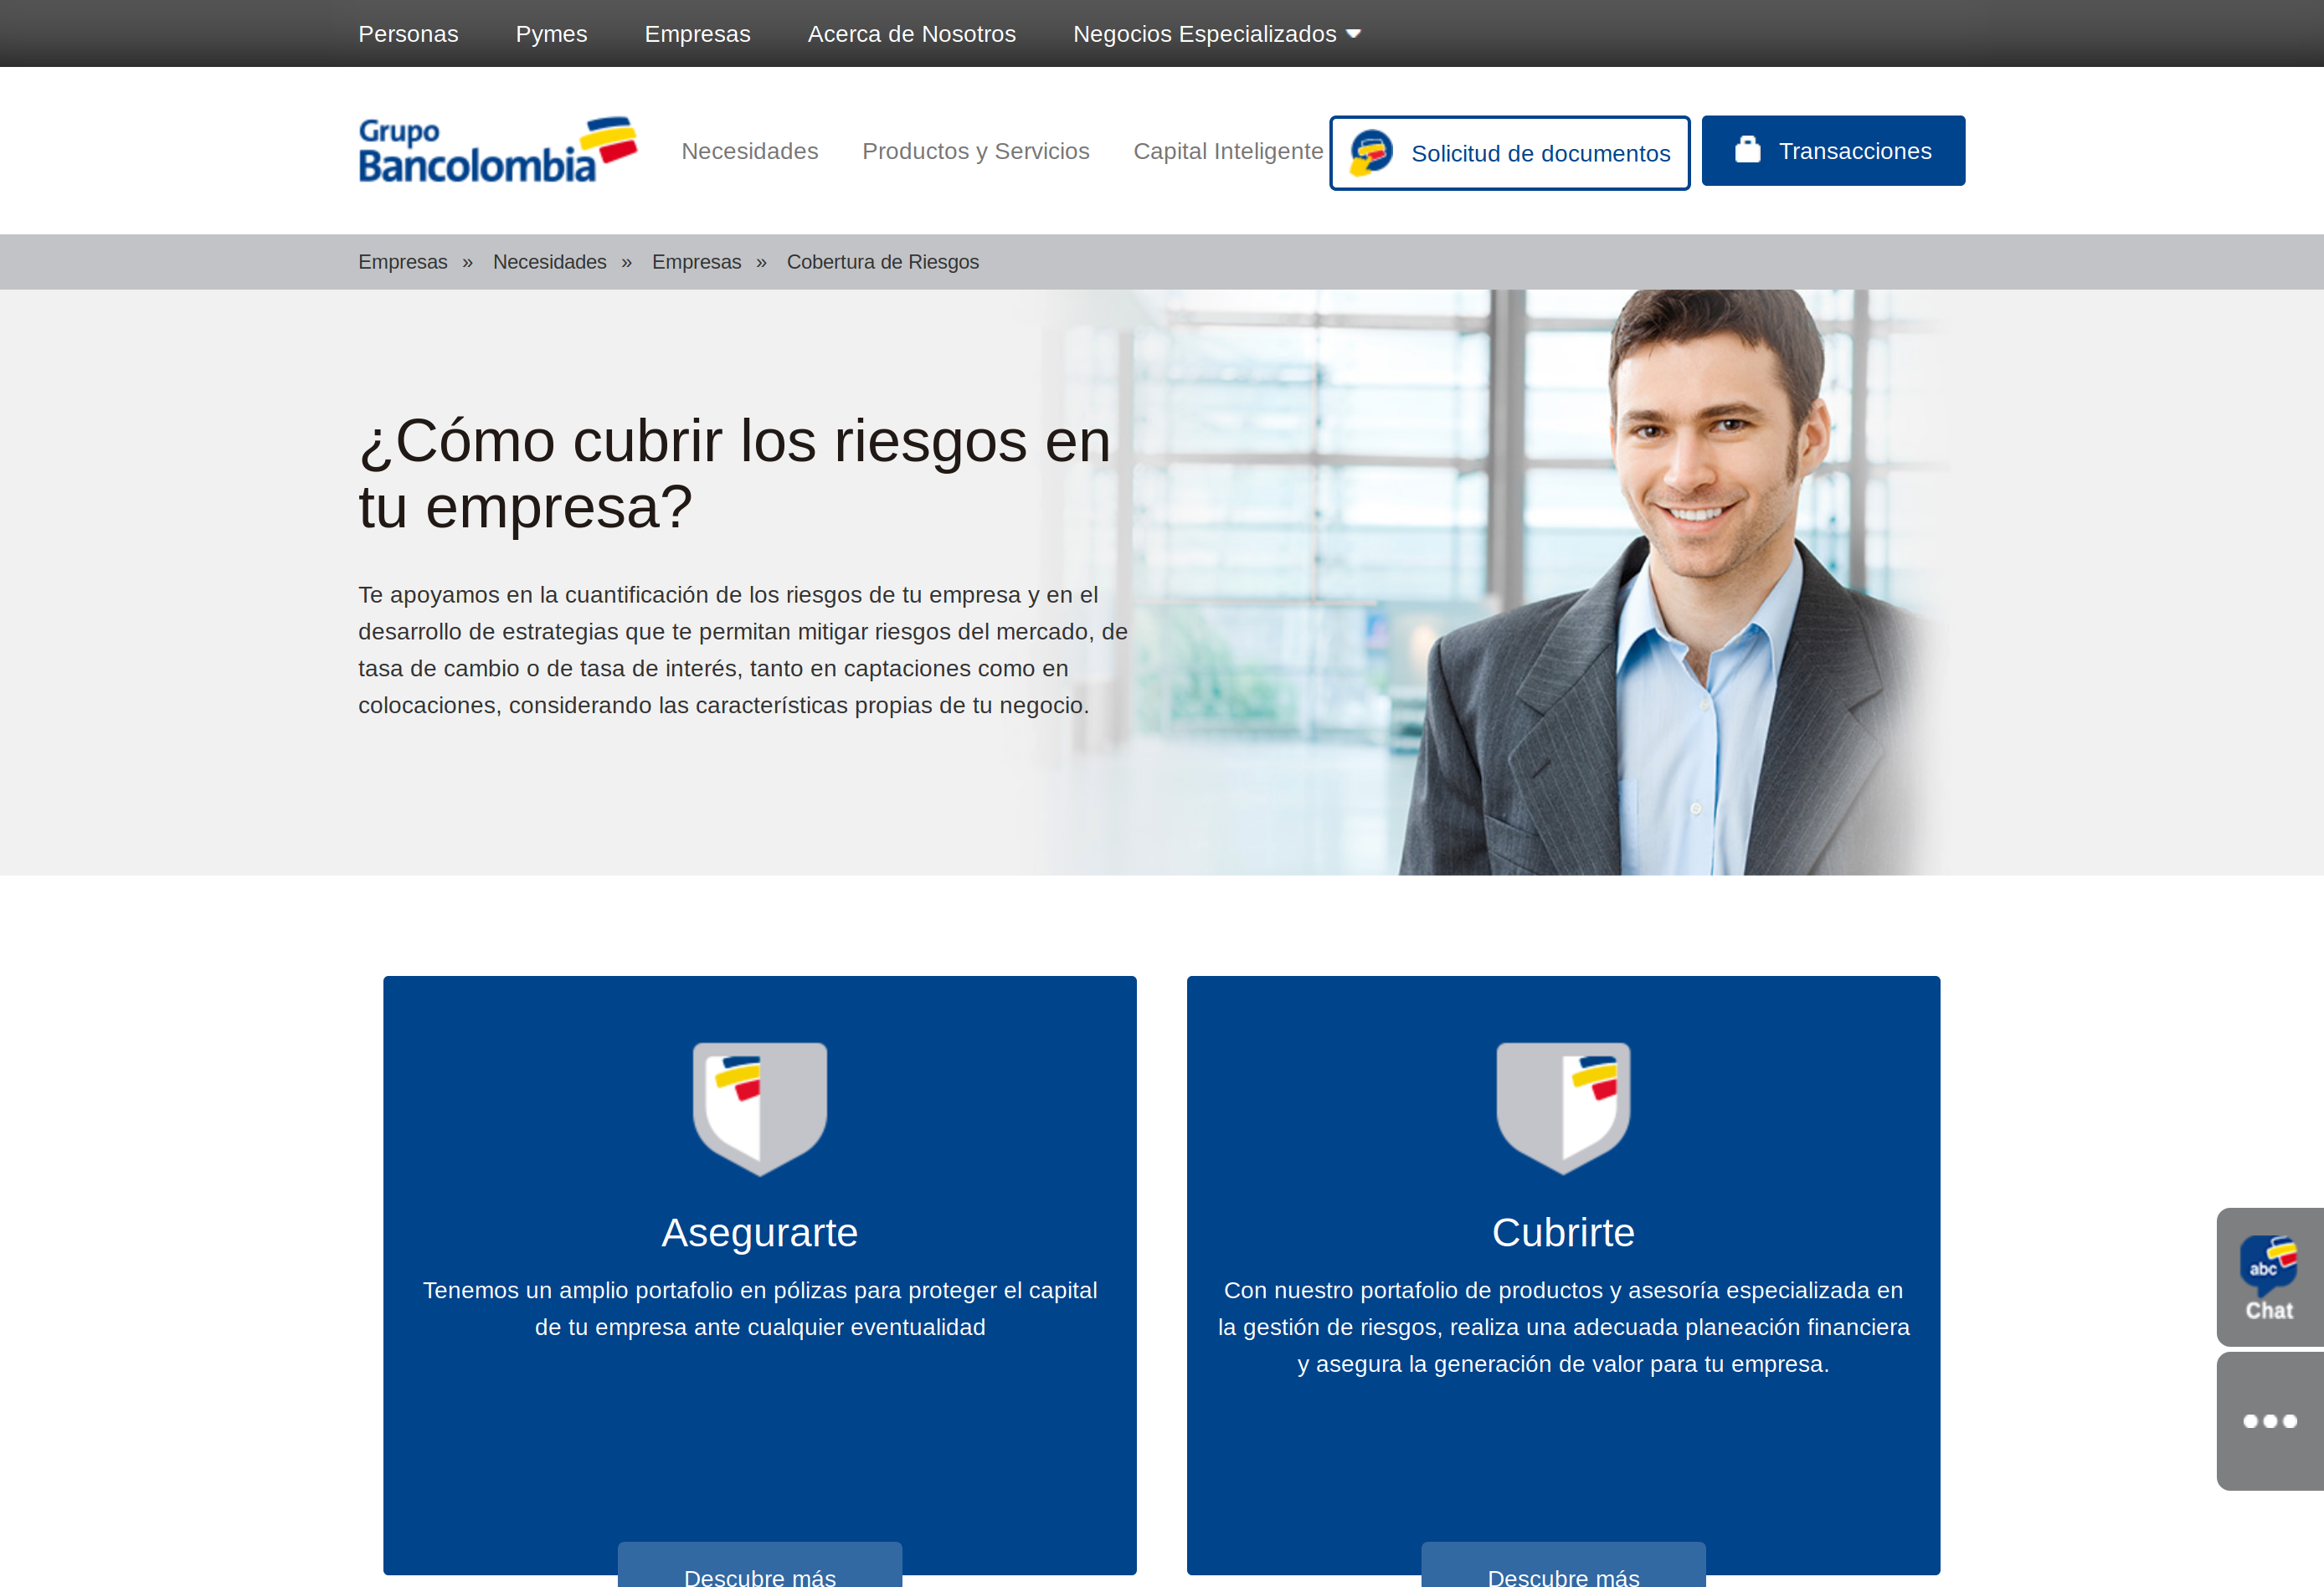 Personas Pymes Empresas Acerca de Nosotros Negocios Especializados
Grupo
Bancolombia
Necesidades Productos y Servicios Capital Inteligente Solicitud de documentos Transacciones
Empresas » Necesidades » Empresas » Cobertura de Riesgos
¿Cómo cubrir los riesgos en
tu empresa?
Te apoyamos en la cuantificación de los riesgos de tu empresa y en el
desarrollo de estrategias que te permitan mitigar riesgos del mercado, de
tasa de cambio o de tasa de interés, tanto en captaciones como en
colocaciones, considerando las características propias de tu negocio.
Asegurarte
Tenemos un amplio portafolio en pólizas para proteger el capital
de tu empresa ante cualquier eventualidad
Descubre más
Cubrirte
Con nuestro portafolio de productos y asesoría especializada en
la gestión de riesgos, realiza una adecuada planeación financiera
y asegura la generación de valor para tu empresa.
Descubre más
abc
Chat